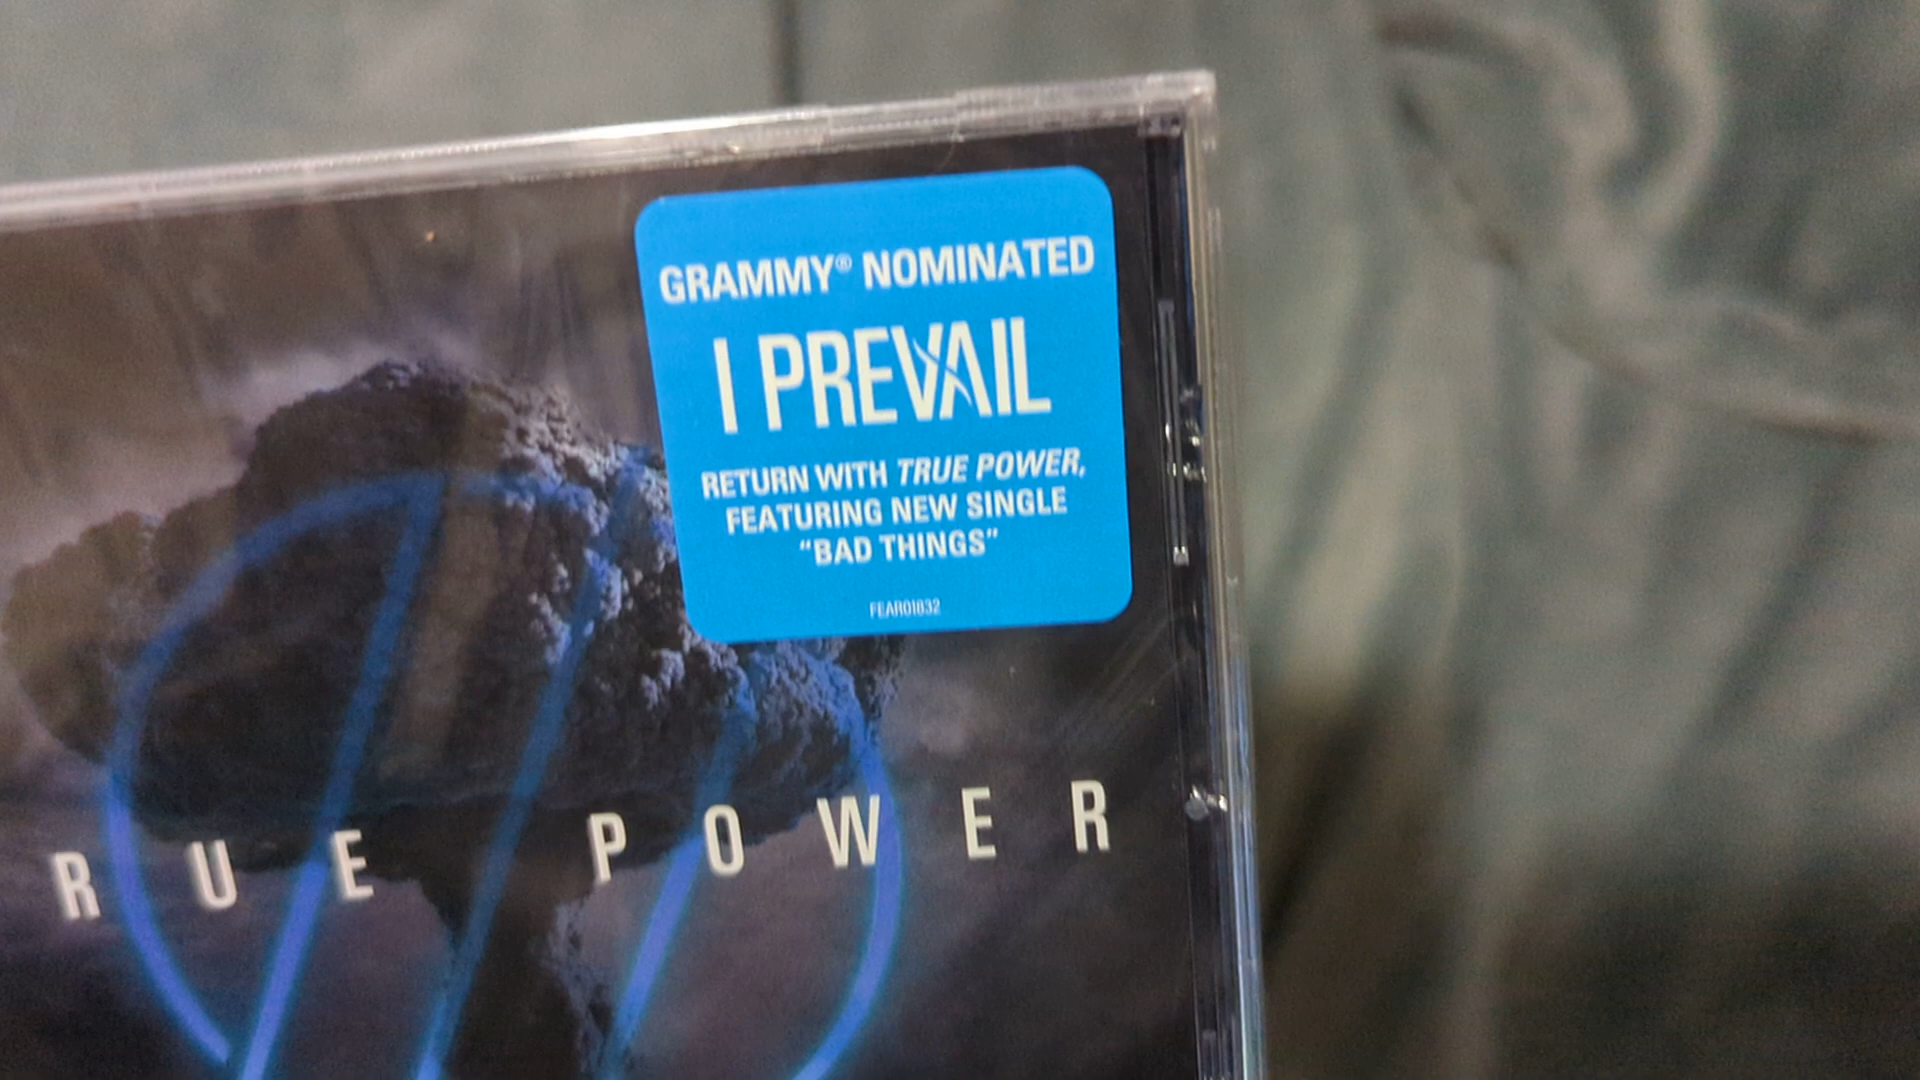 GRAMMY® NOMINATED
I PREVAIL
RETURN WITH TRUE POWER,
FEATURING NEW SINGLE
“BAD THINGS”
FEAR01832
RUE POWER